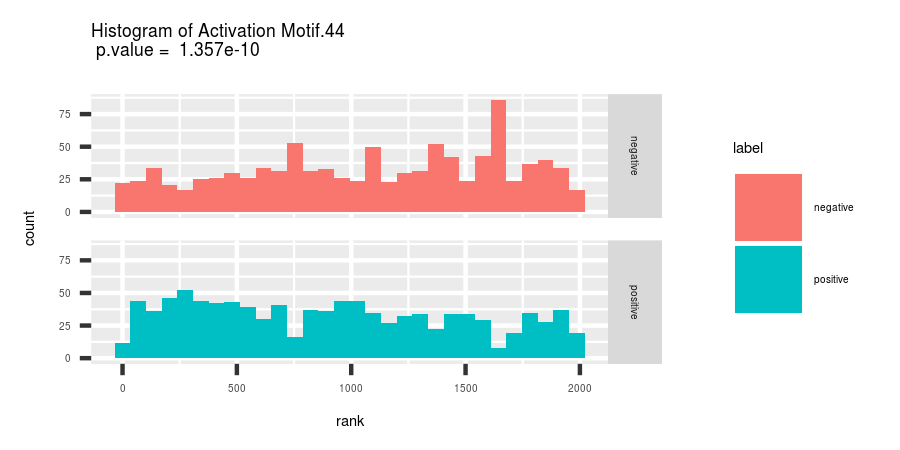 Histogram of Activation Motif.44
p.value = 1.357e-10
count
75
50
25
0
negative
75
50
25
0
positive
0 500 1000 1500 2000
rank
label
negative
positive